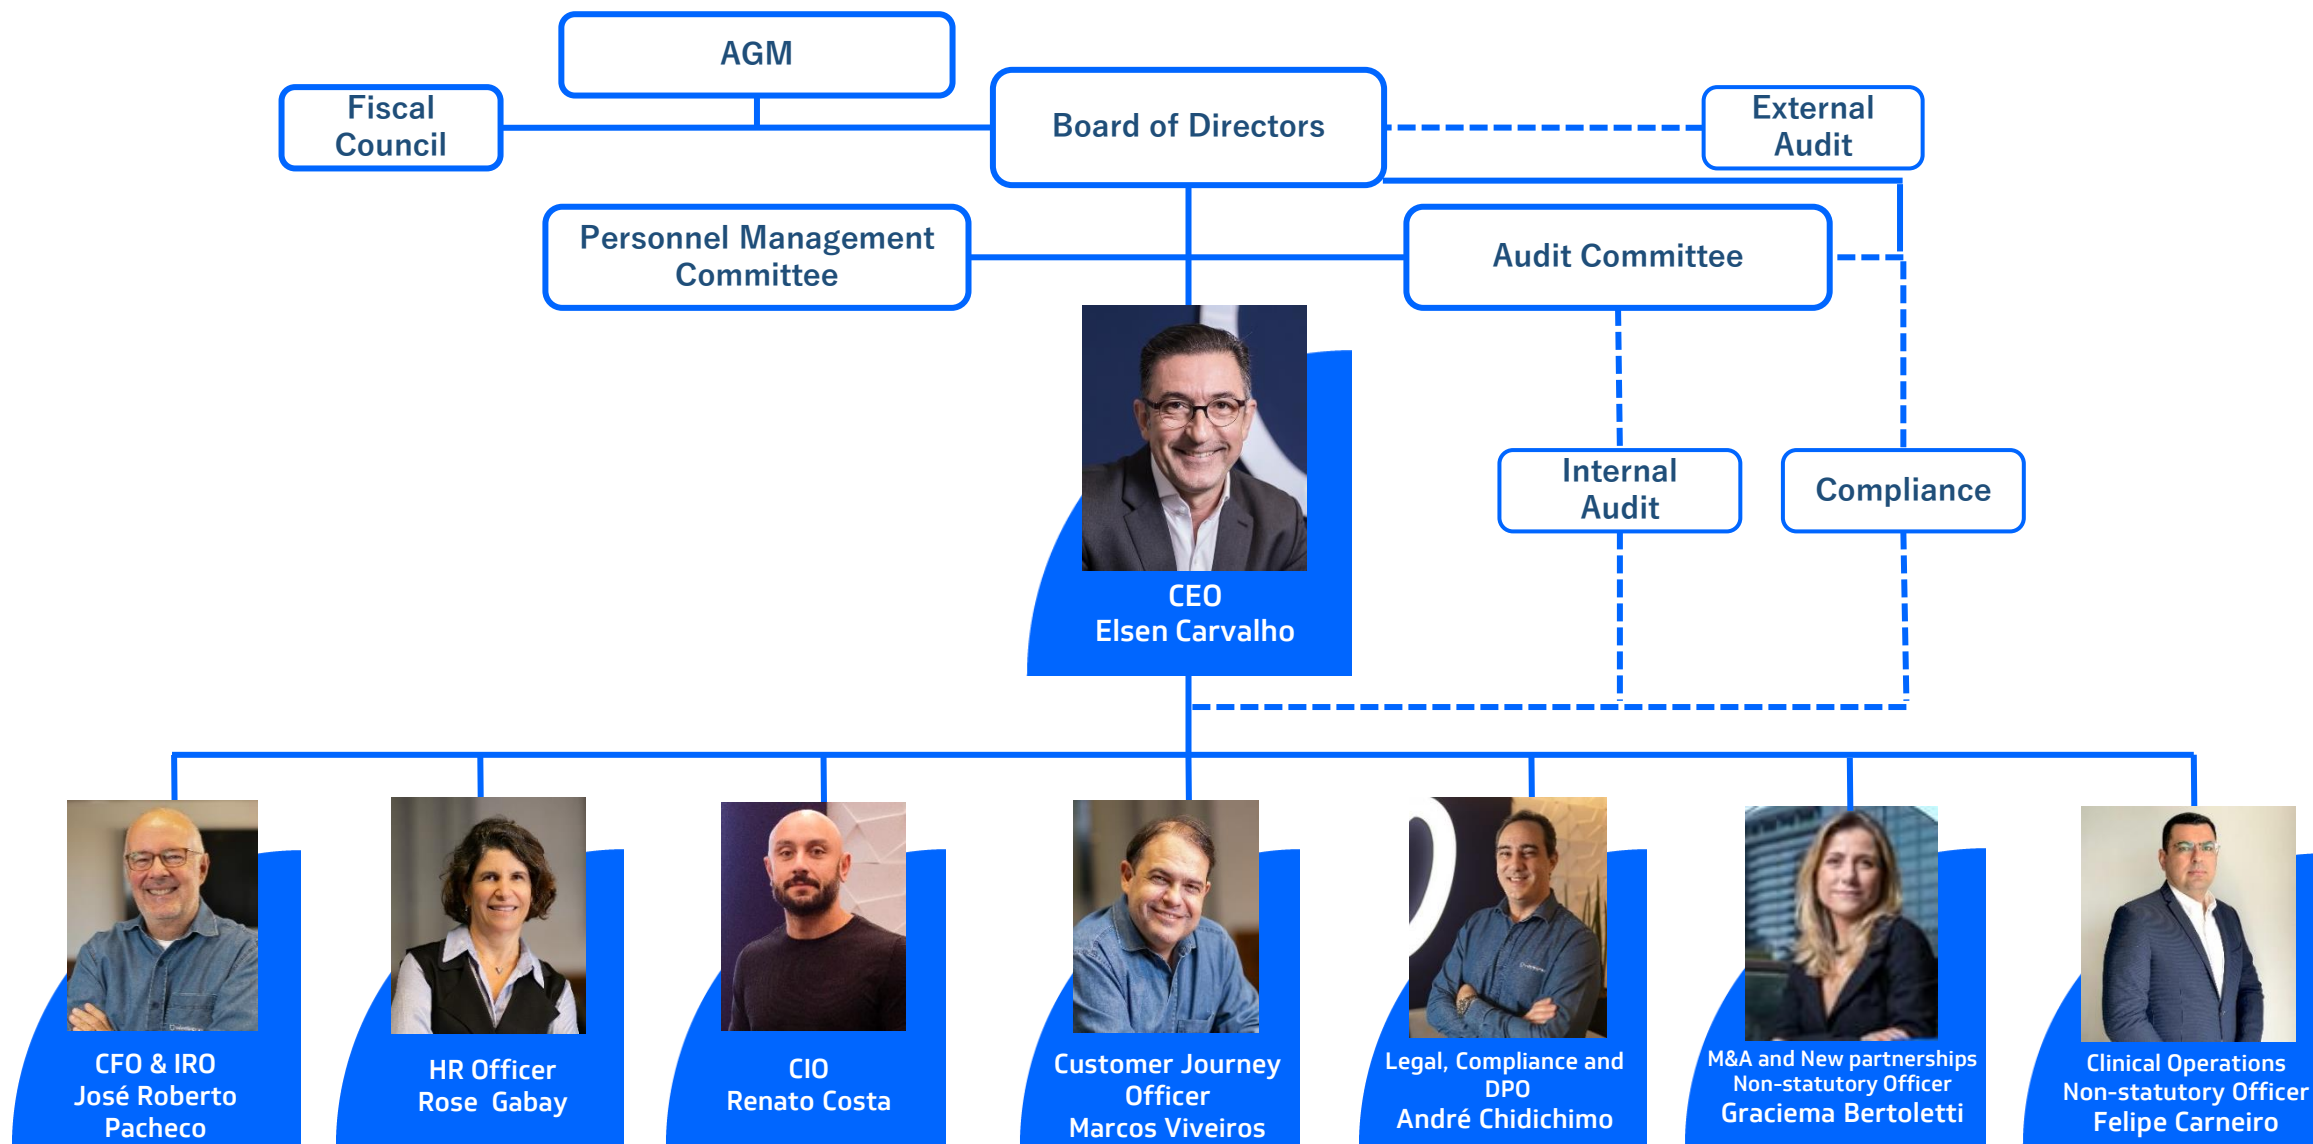 AGM
Fiscal
Council
Board of Directors
External
Audit
Personnel Management
Committee
Audit Committee
Internal
Audit
Compliance
CEO
Elsen Carvalho
CFO & IRO
José Roberto
Pacheco
HR Officer
Rose Gabay
CIO
Renato Costa
Customer Journey
Officer
Marcos Viveiros
Legal, Compliance and
DPO
André Chidichimo
M&A and New partnerships
Non-statutory Officer
Graciema Bertoletti
Clinical Operations
Non-statutory Officer
Felipe Carneiro